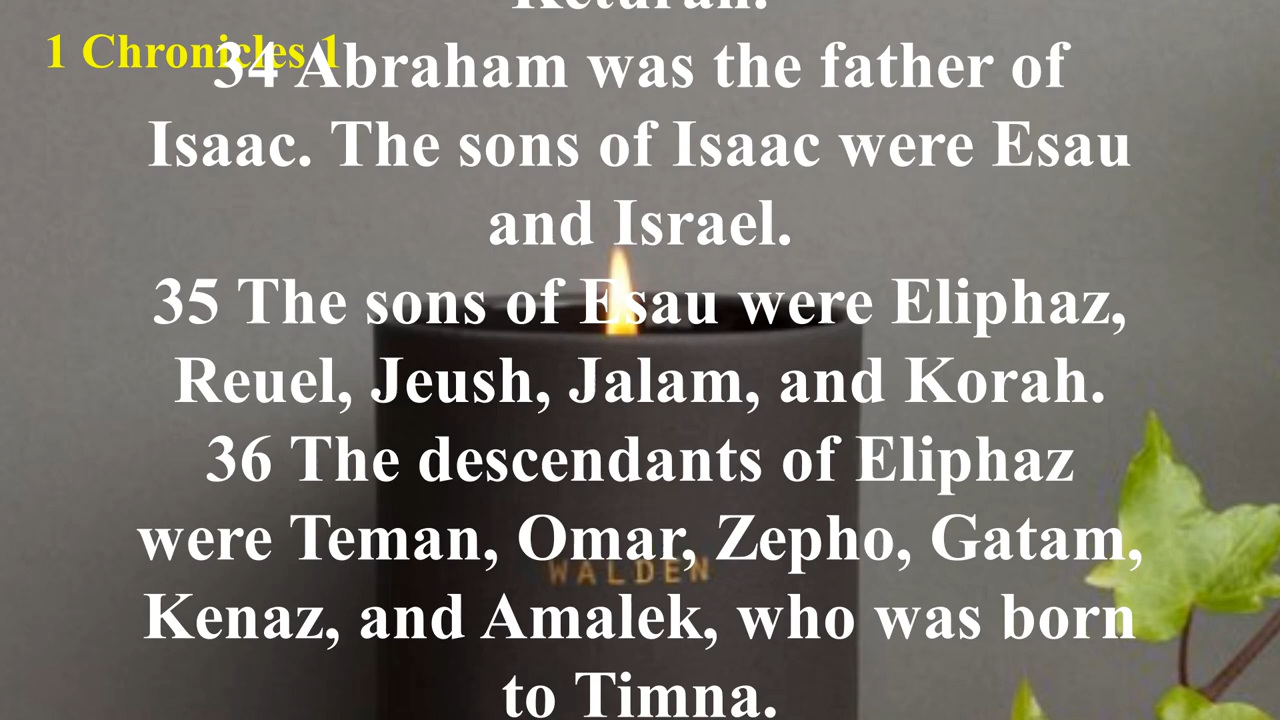 Keturah.
1 Chronicles 1
34 Abraham was the father of
Isaac. The sons of Isaac were Esau
and Israel.
35 The sons of Esau were Eliphaz,
Reuel, Jeush, Jalam, and Korah.
36 The descendants of Eliphaz
were Teman, Omar, Zepho, Gatam,
WALDEN
Kenaz, and Amalek, who was born
to Timna.